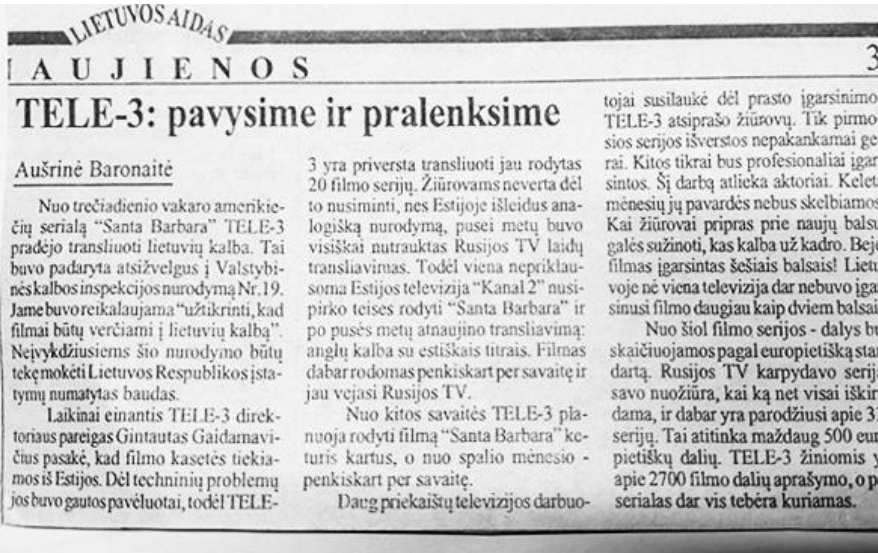 LIETUVOS AIDAS
AUJIENOS
3
TELE-3: pavysime ir pralenksime
Aušrinė Baronaitė
Nuo trečiadienio vakaro amerikie-
čių serialą “Santa Barbara” TELE-3
pradėjo transliuoti lietuvių kalba. Tai
buvo padaryta atsižvelgus į Valstybi-
nės kalbos inspekcijos nurodymą Nr.19.
Jame buvo reikalaujama “užtikrinti, kad
filmai būtų verčiami į lietuvių kalbą”.
Neįvykdžiusiems šio nurodymo būtų
tekę mokėti Lietuvos Respublikos įsta-
tymų numatytas baudas.
Laikinai einantis TELE-3 direk-
toriaus pareigas Gintautas Gaidamavi-
čius pasakė, kad filmo kasetės tiekia-
mos iš Estijos. Dėl techninių problemų
jos buvo gautos pavėluotai, todėl TELE-
3 yra priversta transliuoti jau rodytas
20 filmo serijų. Žiūrovams neverta dėl
to nusiminti, nes Estijoje išleidus ana-
logišką nurodymą, pusei metų buvo
visiškai nutrauktas Rusijos TV laidų
transliavimas. Todėl viena nepriklau-
soma Estijos televizija “Kanal 2” nusi-
pirko teises rodyti “Santa Barbara” ir
po pusės metų atnaujino transliavimą:
anglų kalba su estiškais titrais. Filmas
dabar rodomas penkiskart per savaitę ir
jau vejasi Rusijos TV.
Nuo kitos savaitės TELE-3 pla-
nuoja rodyti filmą “Santa Barbara” ke-
turis kartus, o nuo spalio mėnesio -
penkiskart per savaitę.
Daug priekaištų televizijos darbuo-
tojai susilaukė dėl prasto įgarsinimo
TELE-3 atsiprašo žiūrovų. Tik pirmo-
sios serijos išverstos nepakankamai ge-
rai. Kitos tikrai bus profesionaliai įgar-
sintos. Šį darbą atlieka aktoriai. Keletą
mėnesių jų pavardės nebus skelbiamos
Kai žiūrovai pripras prie naujų balsų
galės sužinoti, kas kalba už kadro. Beje
filmas įgarsintas šešiais balsais! Lietu
voje nė viena televizija dar nebuvo įgar
sinusi filmo daugiau kaip dviem balsai
Nuo šiol filmo serijos - dalys bu
skaičiuojamos pagal europietišką stan
dartą. Rusijos TV karpydavo serija
savo nuožiūra, kai ką net visai iškir
dama, ir dabar yra parodžiusi apie
serijų. Tai atitinka maždaug 500 euro
pietiškų dalių. TELE-3 žiniomis y
apie 2700 filmo dalių aprašymo, o p
serialas dar vis tebėra kuriamas.